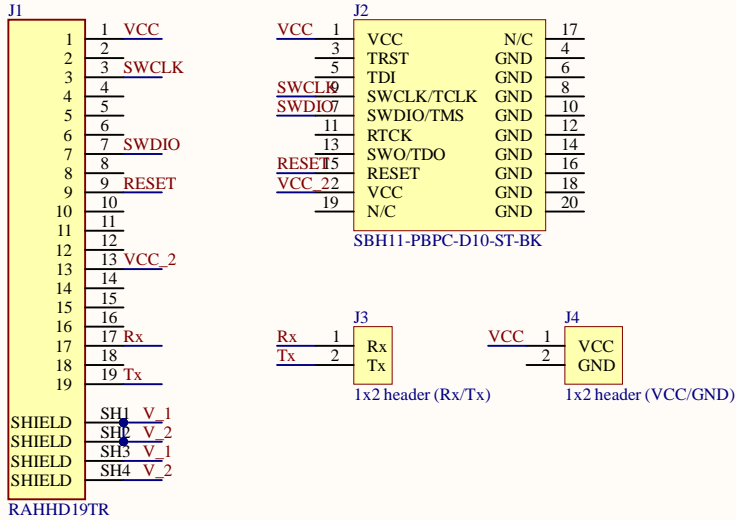 J1
1 1 VCC
2 2
3 3 SWCLK
4 4
5 5
6 6
7 7 SWDIO
8 8
9 9 RESET
10 10
11 11
12 12
13 13 VCC_2
14 14
15 15
16 16
17 17 Rx
18 18
19 19 Tx
SHIELD SH1 V_1
SHIELD SH2 V_2
SHIELD SH3 V_1
SHIELD SH4 V_2
RAHHD19TR
J2
VCC 1 VCC N/C 17
3 TRST GND 4
5 TDI GND 6
SWCLK 9 SWCLK/TCLK GND 8
SWDIO 7 SWDIO/TMS GND 10
11 RTCK GND 12
13 SWO/TDO GND 14
RESET 15 RESET GND 16
VCC_2 2 VCC GND 18
19 N/C GND 20
SBH11-PBPC-D10-ST-BK
J3
Rx 1 Rx
Tx 2 Tx
1x2 header (Rx/Tx)
J4
VCC 1 VCC
2 GND
1x2 header (VCC/GND)